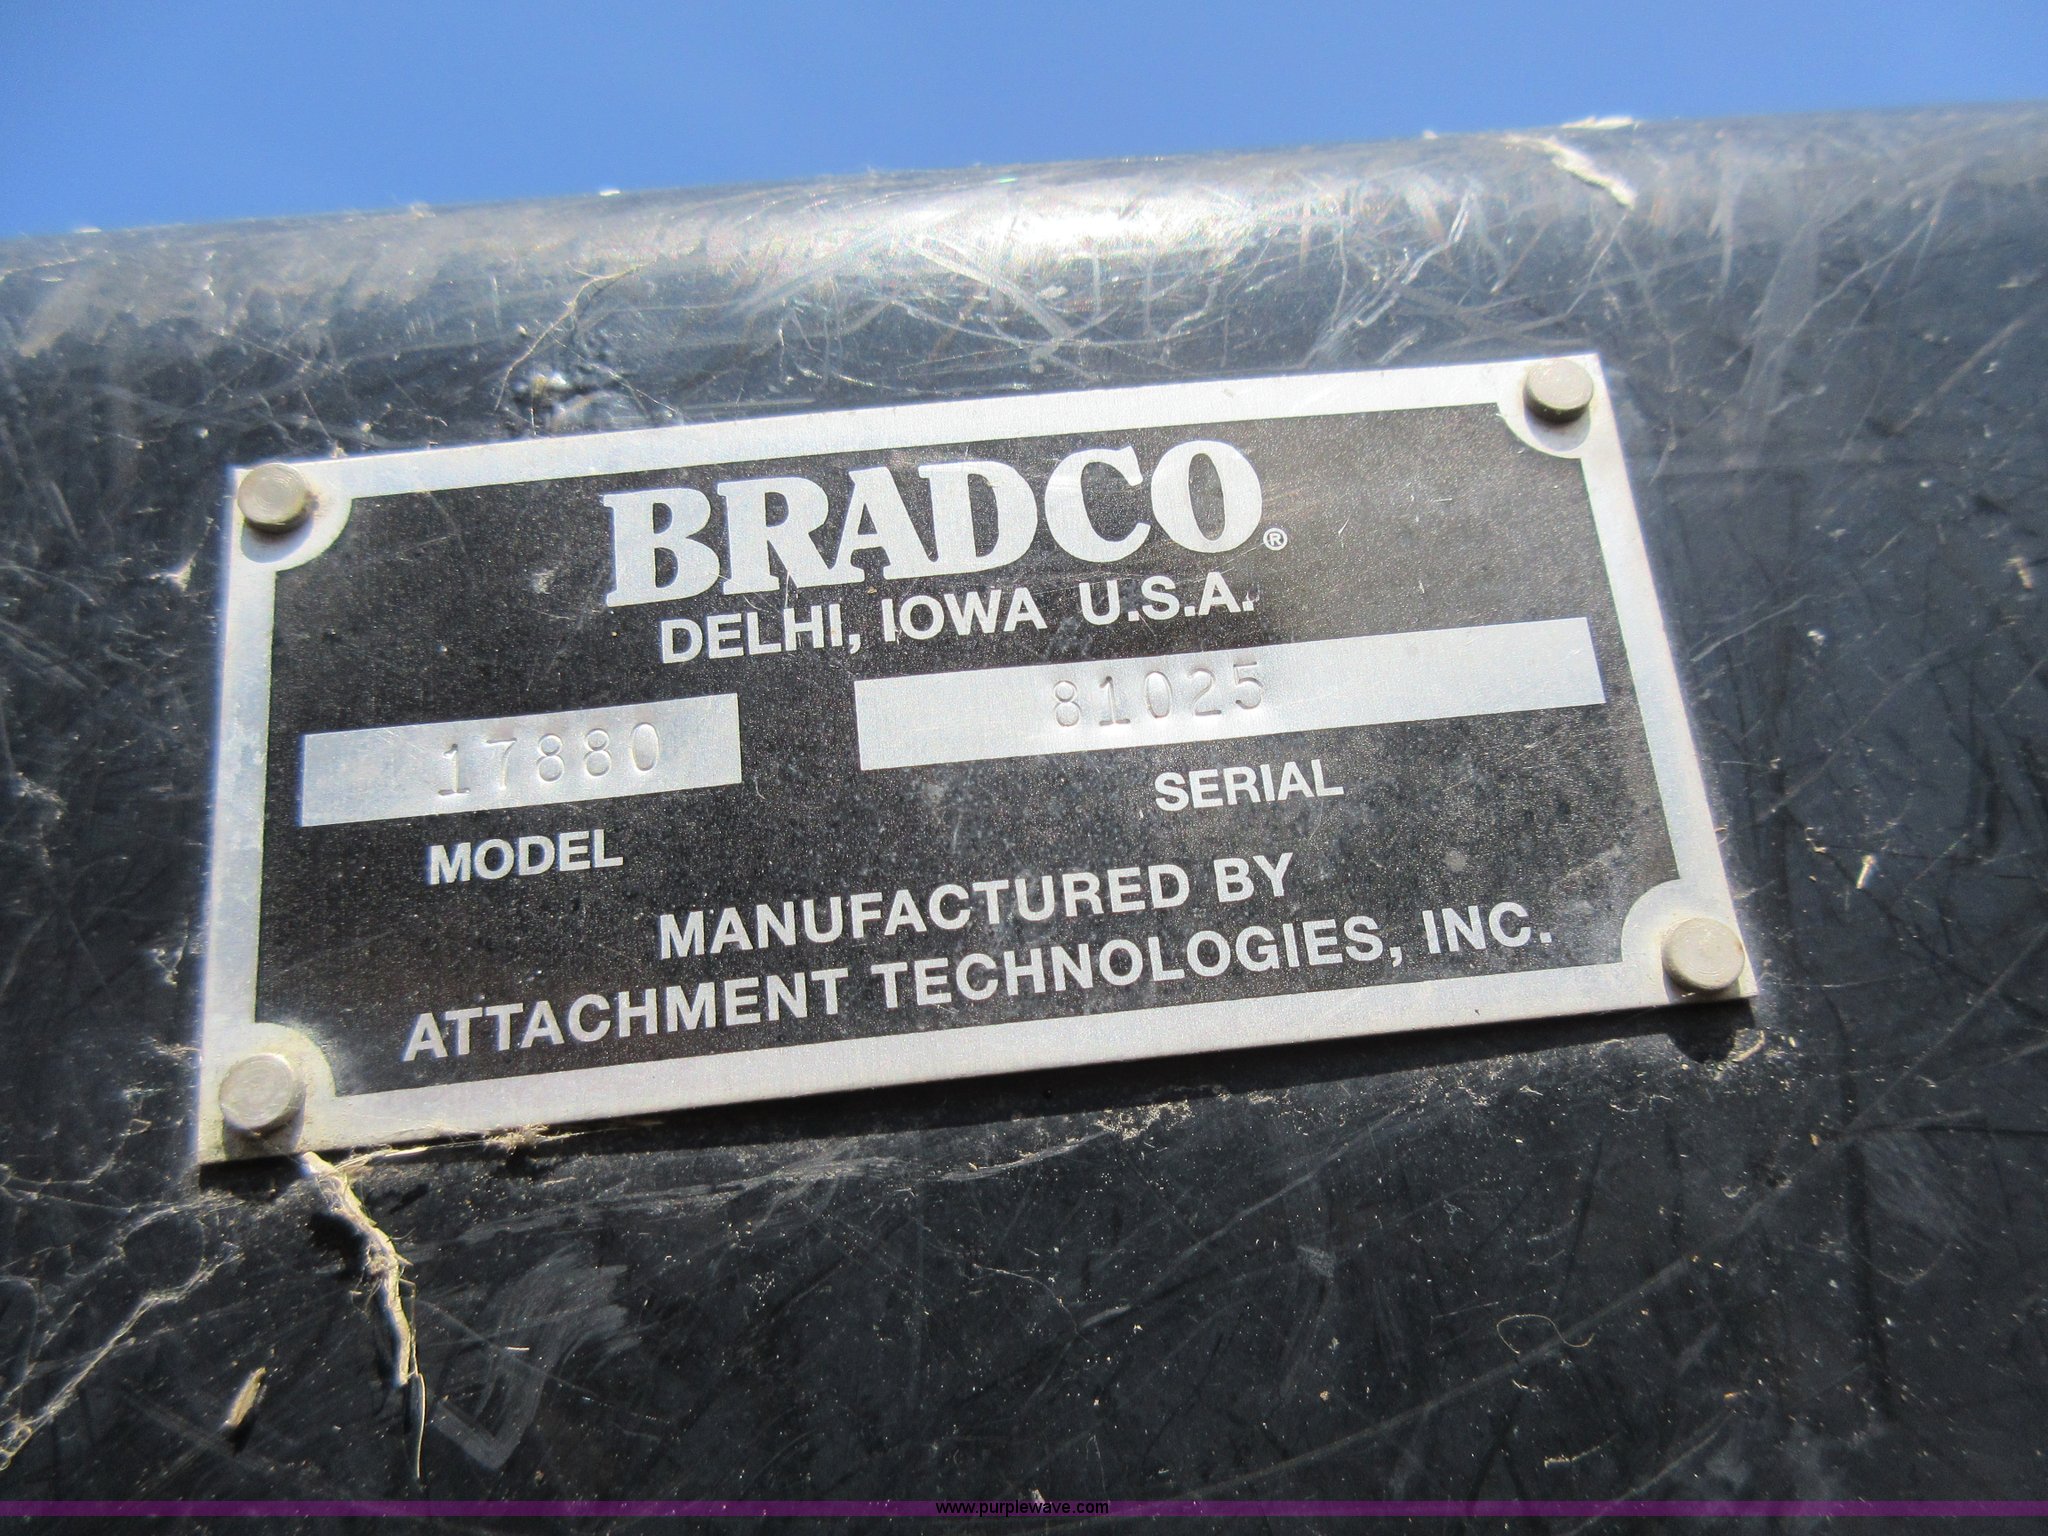 BRADCO®
DELHI, IOWA U.S.A.
17880 81025
MODEL SERIAL
MANUFACTURED BY
ATTACHMENT TECHNOLOGIES, INC.
www.purplewave.com